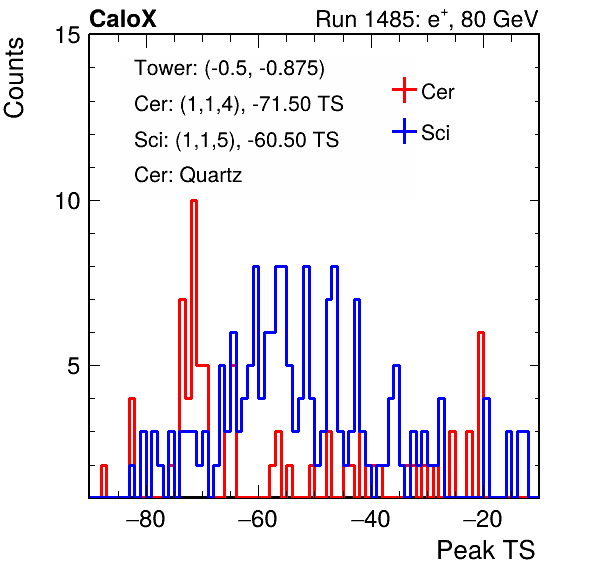 CaloX Run 1485: e⁺, 80 GeV
Counts
15
Tower: (-0.5, -0.875)
Cer: (1,1,4), -71.50 TS
Sci: (1,1,5), -60.50 TS
Cer: Quartz
Cer
Sci
10
5
−80 −60 −40 −20
Peak TS